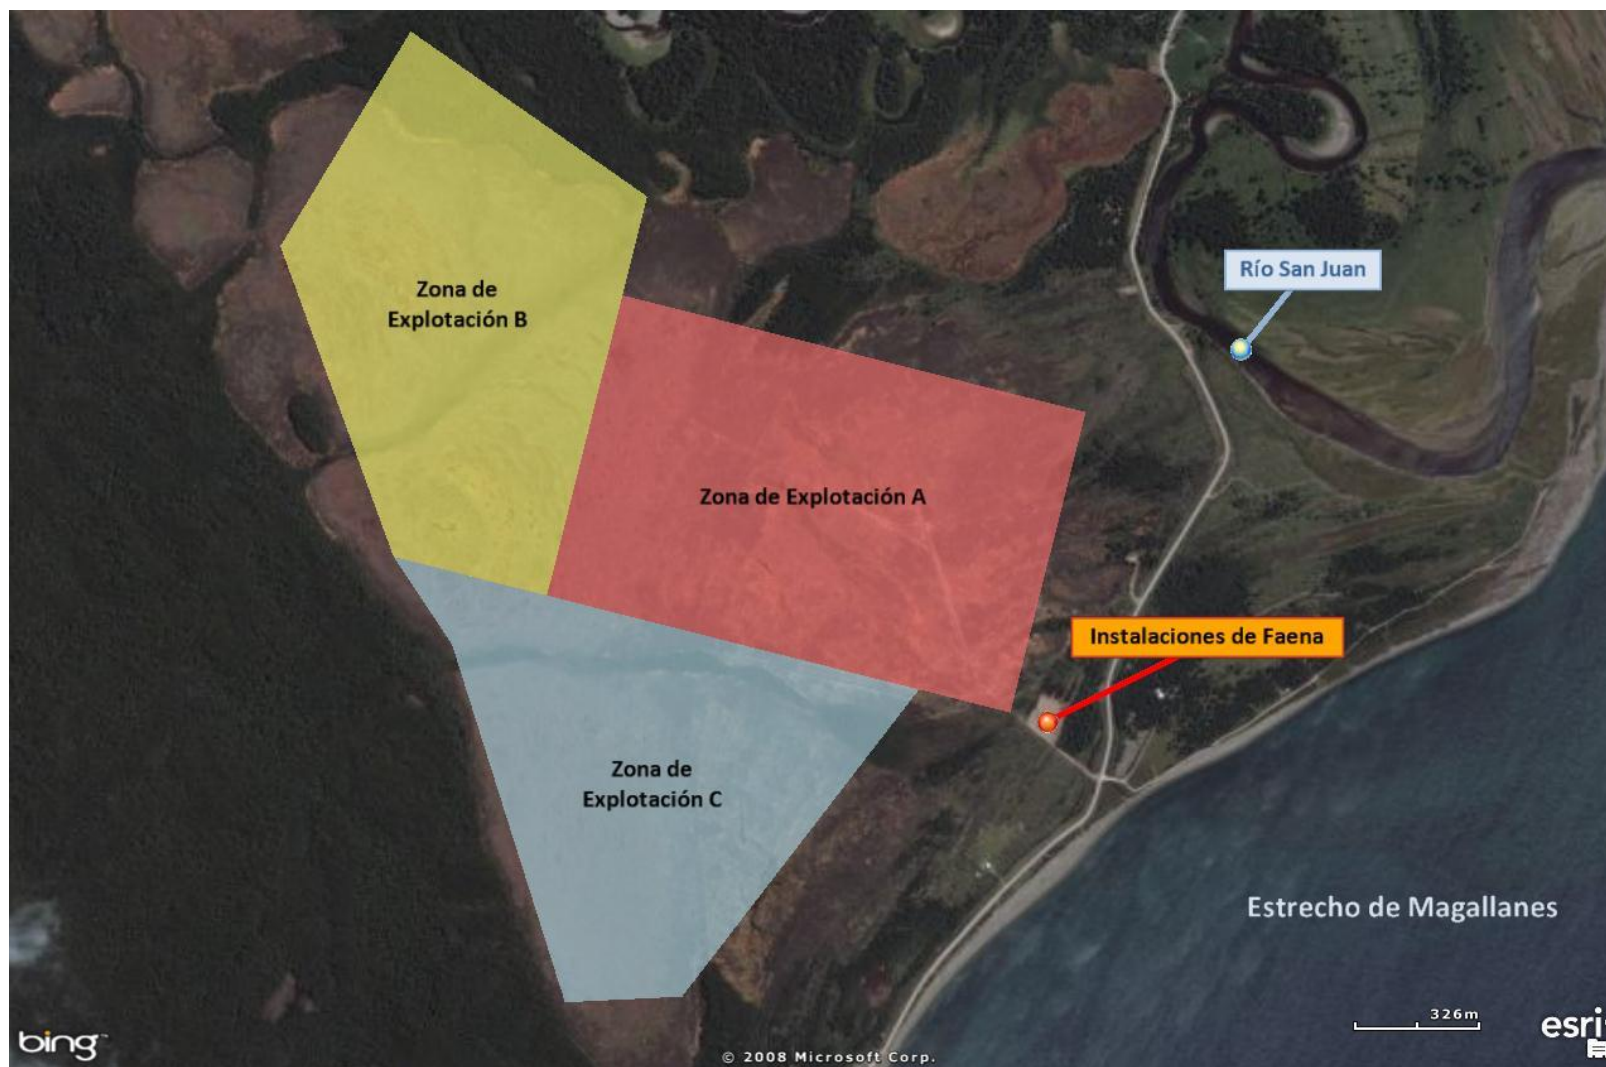 Río San Juan
Zona de
Explotación B
Zona de Explotación A
Instalaciones de Faena
Zona de
Explotación C
Estrecho de Magallanes
326m
bing
esri
© 2008 Microsoft Corp.